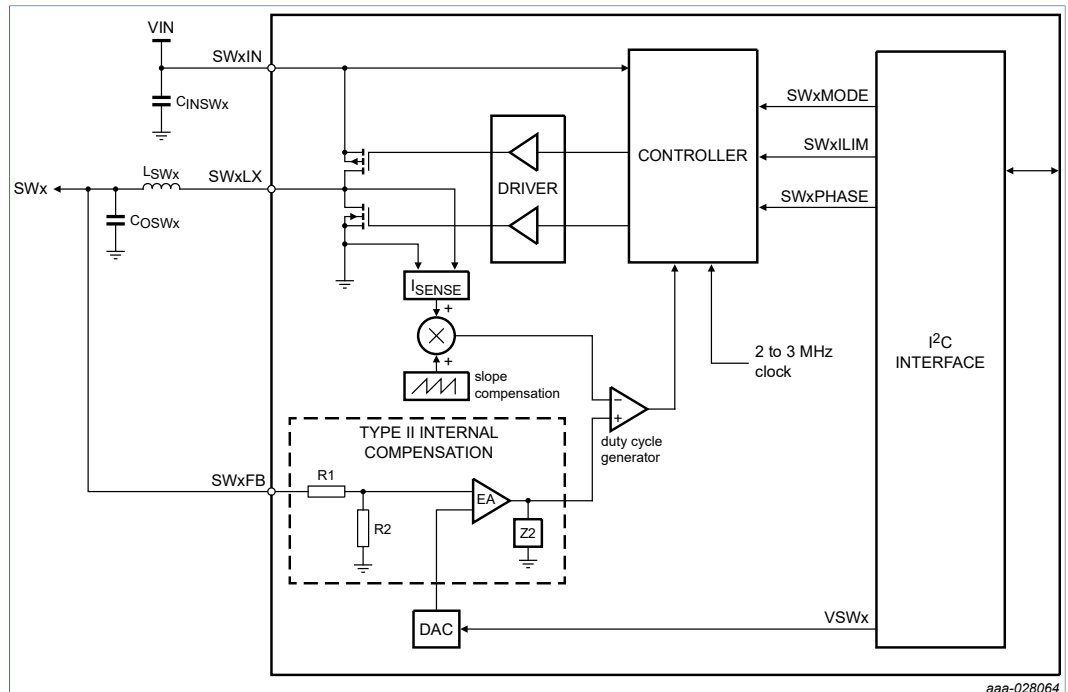 VIN
SWxIN
CINSWx
SWxMODE
CONTROLLER
SWxILIM
DRIVER
SWx
LSWx
SWxLX
SWxPHASE
COSWx
ISENSE
+
+
slope
compensation
2 to 3 MHz
clock
I2C
INTERFACE
−
+
duty cycle
generator
TYPE II INTERNAL
COMPENSATION
SWxFB
R1
EA
R2
Z2
DAC
VSWx
aaa-028064